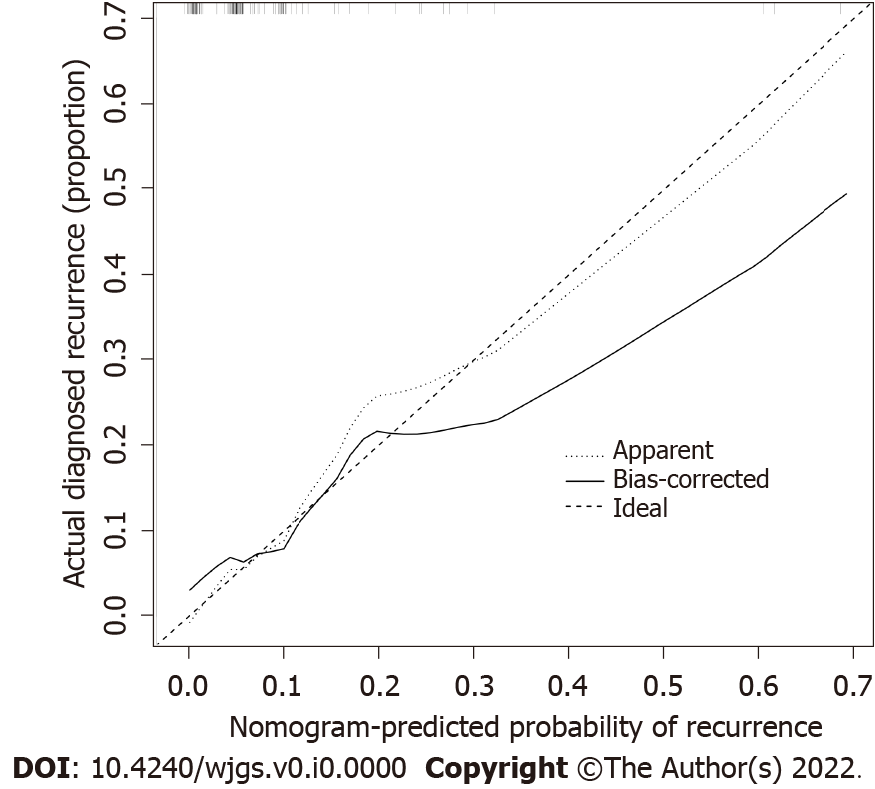 0.7
0.6
0.5
0.4
0.3
0.2
0.1
0.0
Actual diagnosed recurrence (proportion)
Apparent
Bias-corrected
Ideal
0.0 0.1 0.2 0.3 0.4 0.5 0.6 0.7
Nomogram-predicted probability of recurrence
DOI: 10.4240/wjgs.v0.i0.0000 Copyright ©The Author(s) 2022.